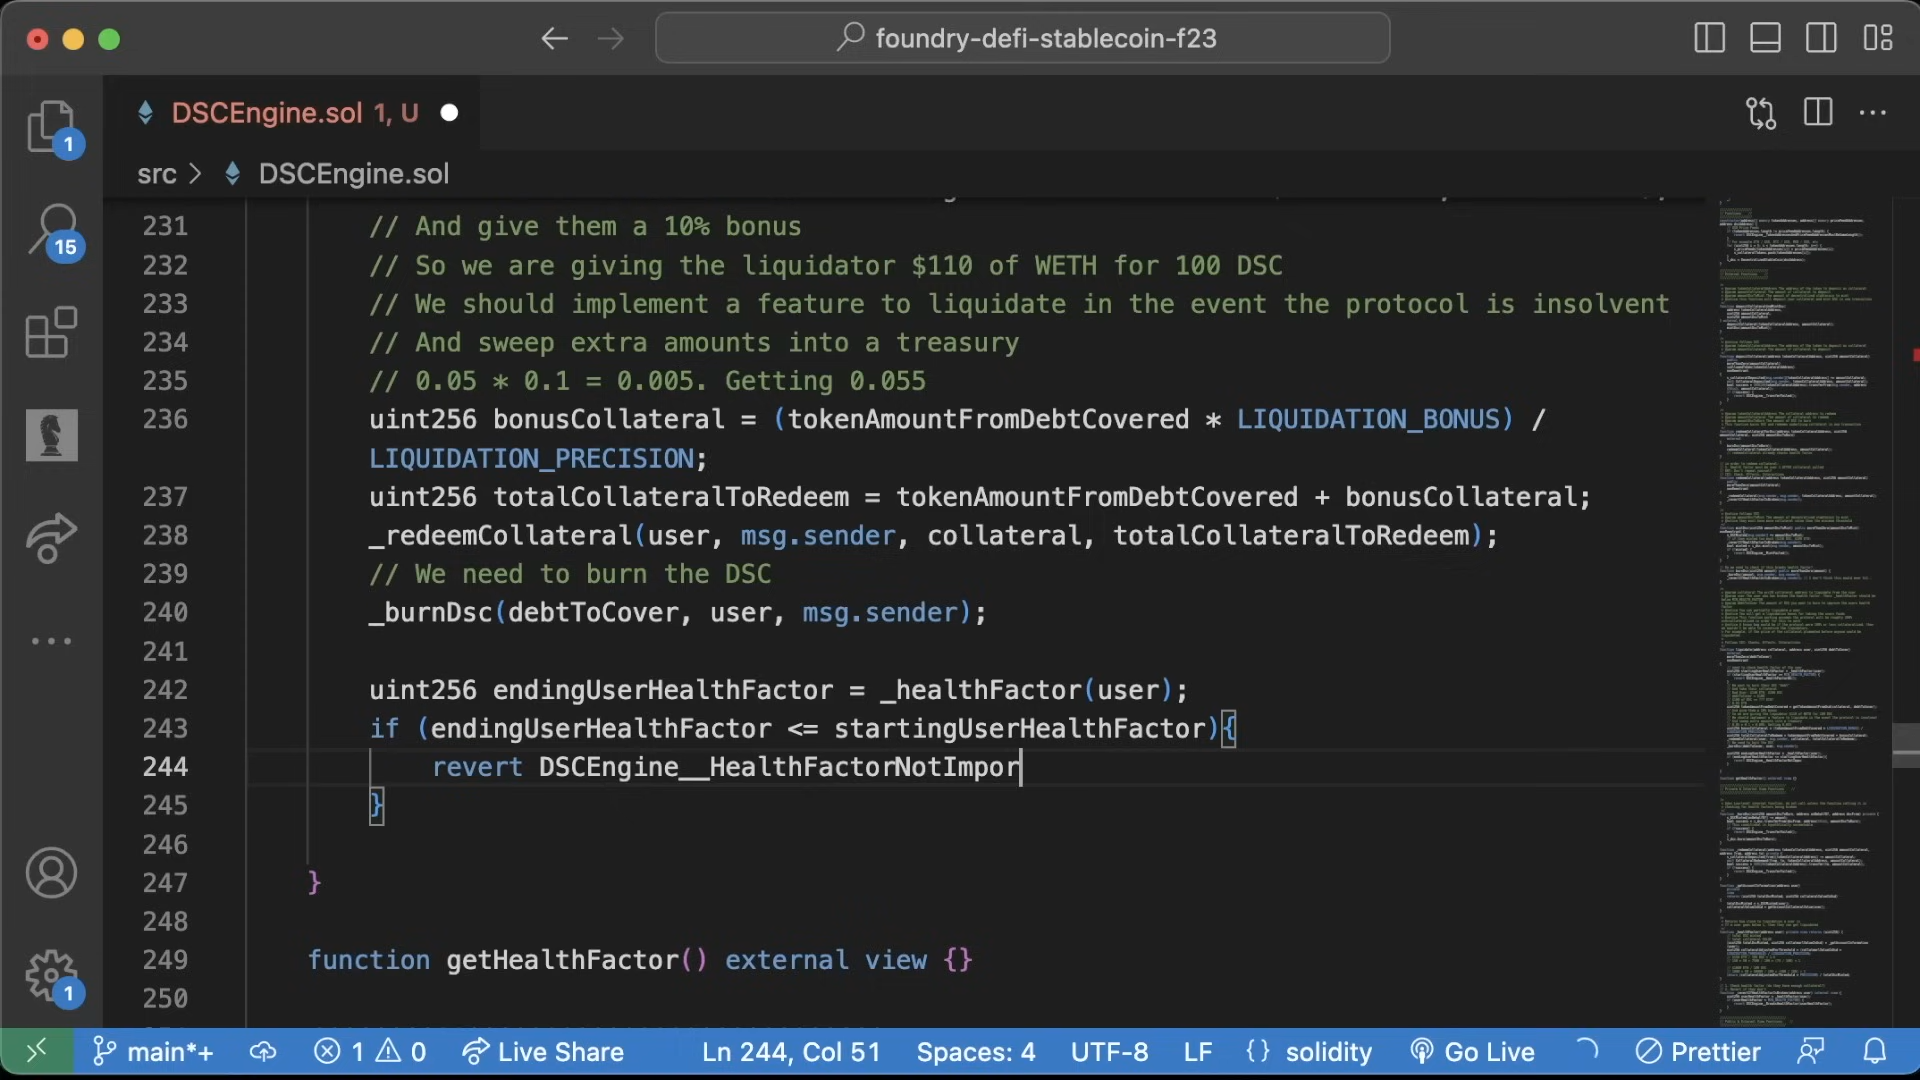 foundry-defi-stablecoin-f23
DSCEngine.sol 1, U
1
src > DSCEngine.sol
15
231 // And give them a 10% bonus
232 // So we are giving the liquidator $110 of WETH for 100 DSC
233 // We should implement a feature to liquidate in the event the protocol is insolvent
234 // And sweep extra amounts into a treasury
235 // 0.05 * 0.1 = 0.005. Getting 0.055
236 uint256 bonusCollateral = (tokenAmountFromDebtCovered * LIQUIDATION_BONUS) /
LIQUIDATION_PRECISION;
237 uint256 totalCollateralToRedeem = tokenAmountFromDebtCovered + bonusCollateral;
238 _redeemCollateral(user, msg.sender, collateral, totalCollateralToRedeem);
239 // We need to burn the DSC
240 _burnDsc(debtToCover, user, msg.sender);
241
242 uint256 endingUserHealthFactor = _healthFactor(user);
243 if (endingUserHealthFactor <= startingUserHealthFactor){
244 revert DSCEngine__HealthFactorNotImpor
245 }
246
247 }
248
249 function getHealthFactor() external view {}
250
1
main*+ 1 0 Live Share Ln 244, Col 51 Spaces: 4 UTF-8 LF {} solidity Go Live Prettier